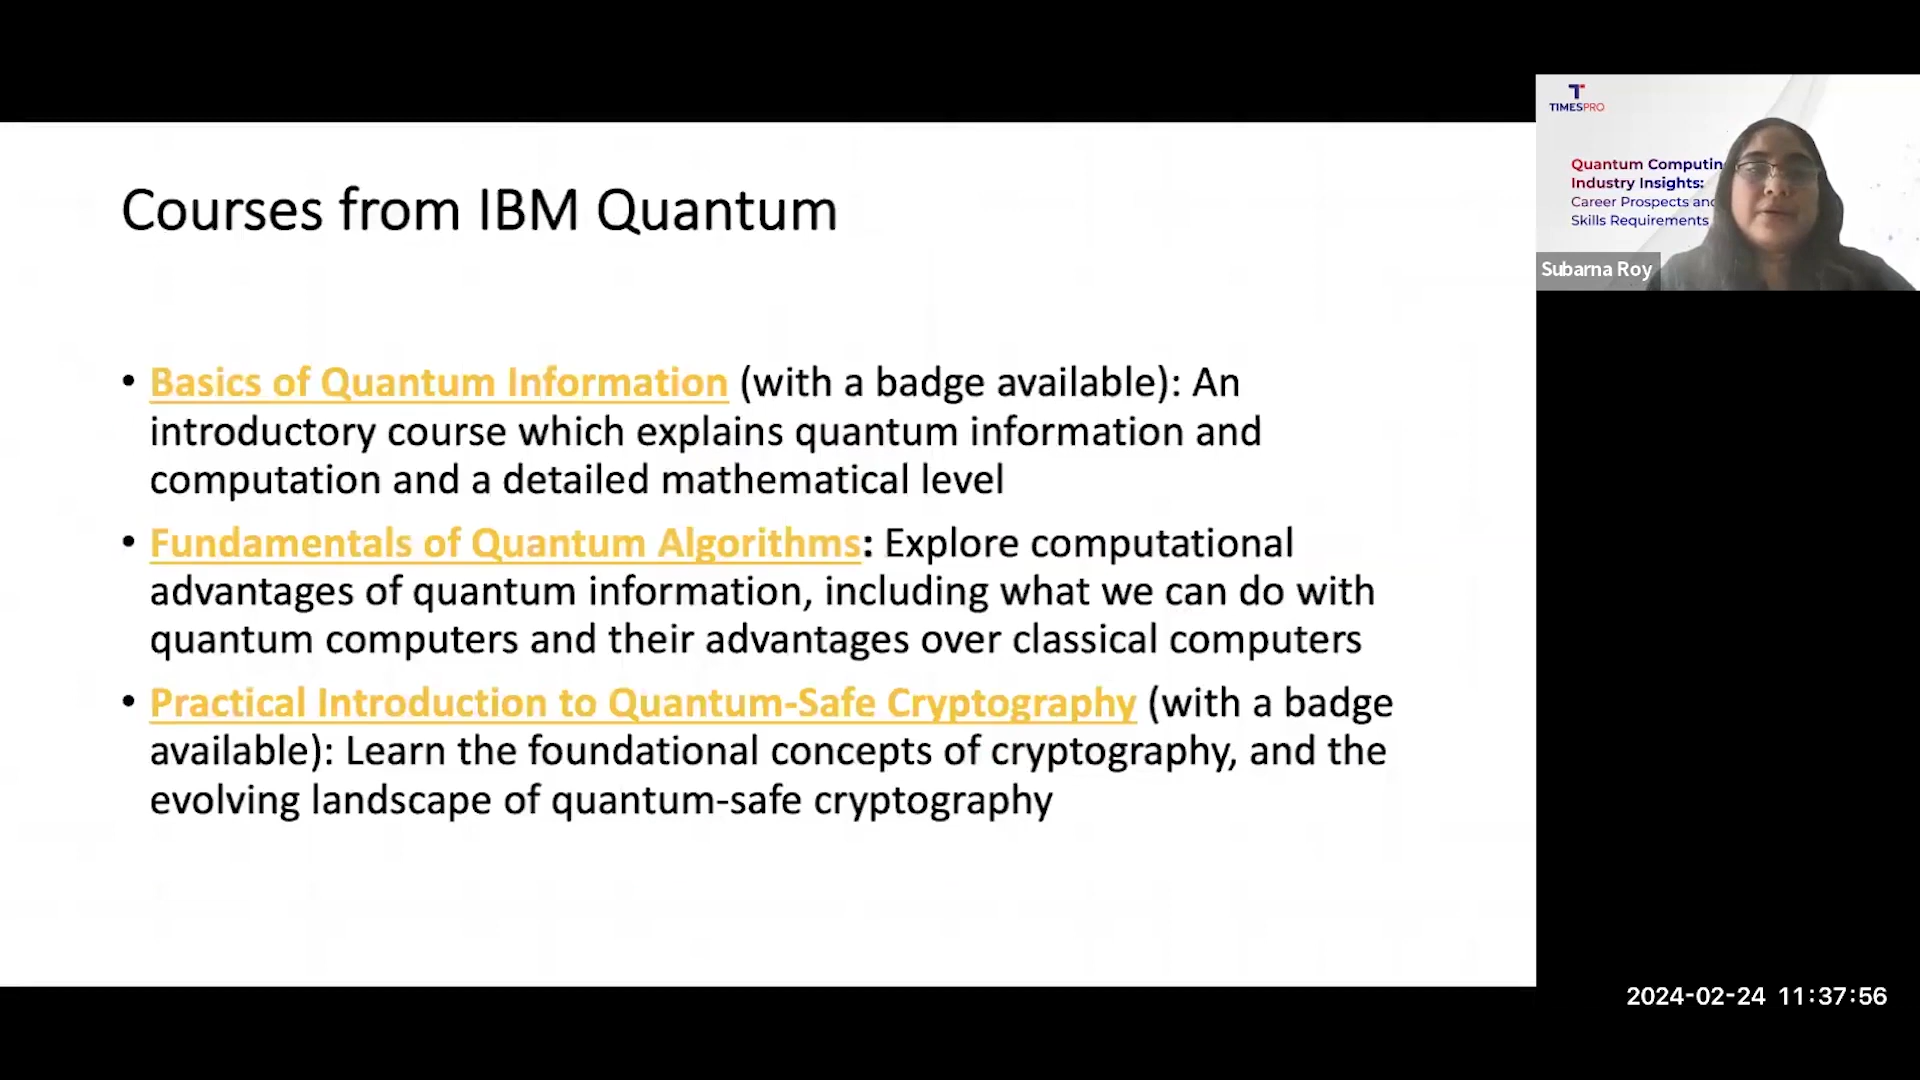 Courses from IBM Quantum
• Basics of Quantum Information (with a badge available): An
introductory course which explains quantum information and
computation and a detailed mathematical level
• Fundamentals of Quantum Algorithms: Explore computational
advantages of quantum information, including what we can do with
quantum computers and their advantages over classical computers
• Practical Introduction to Quantum-Safe Cryptography (with a badge
available): Learn the foundational concepts of cryptography, and the
evolving landscape of quantum-safe cryptography
TIMESPRO
Quantum Computin
Industry Insights:
Career Prospects and
Skills Requirements
Subarna Roy
2024-02-24 11:37:56